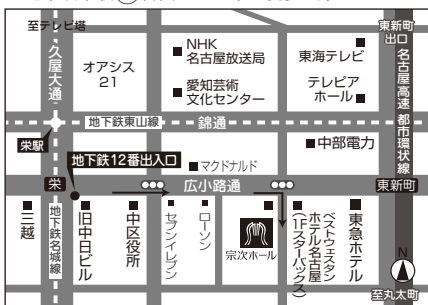 至テレビ塔
久屋大通
オアシス
21
NHK
名古屋放送局
愛知芸術
文化センター
東海テレビ
テレピア
ホール
東新町
出口
名古屋高速 都市環状線
地下鉄東山線
錦通
栄駅
地下鉄12番出入口
マクドナルド
中部電力
栄
広小路通
東新町
三越
地下鉄名城線
旧中日ビル
中区役所
セブンイレブン
ローソン
宗次ホール
ベストウェスタン
ホテル名古屋
(1Fスターバックス)
東急ホテル
N
至丸太町